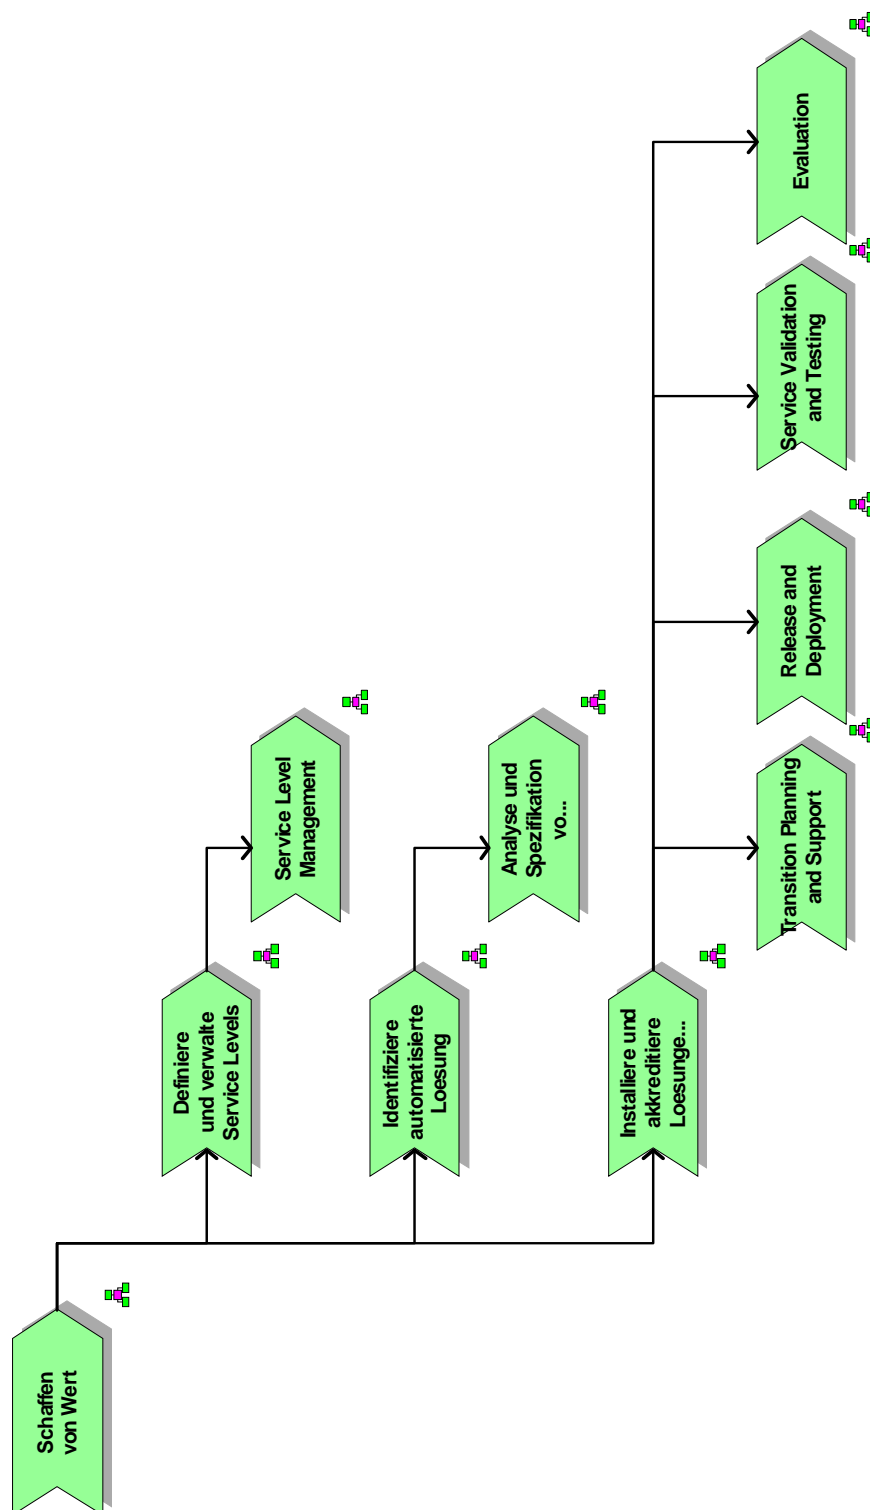 Schaffen
von Wert
Definiere
und verwalte
Service Levels
Service Level
Management
Identifiziere
automatisierte
Loesung
Analyse und
Spezifikation
vo...
Installiere und
akkreditiere
Loesunge...
Transition Planning
and Support
Release and
Deployment
Service Validation
and Testing
Evaluation